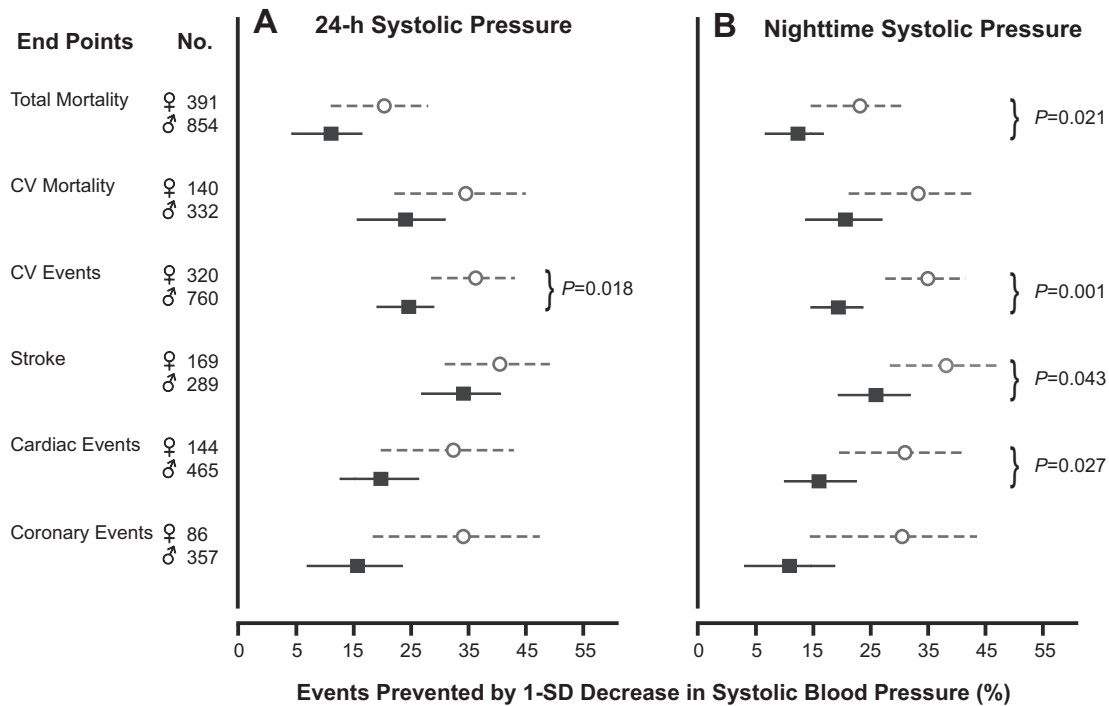 A 24-h Systolic Pressure
B Nighttime Systolic Pressure
End Points No.
Total Mortality ♀ 391
♂ 854
P=0.021
CV Mortality ♀ 140
♂ 332
CV Events ♀ 320
♂ 760
P=0.018
P=0.001
Stroke ♀ 169
♂ 289
P=0.043
Cardiac Events ♀ 144
♂ 465
P=0.027
Coronary Events ♀ 86
♂ 357
0 5 15 25 35 45 55
0 5 15 25 35 45 55
Events Prevented by 1-SD Decrease in Systolic Blood Pressure (%)